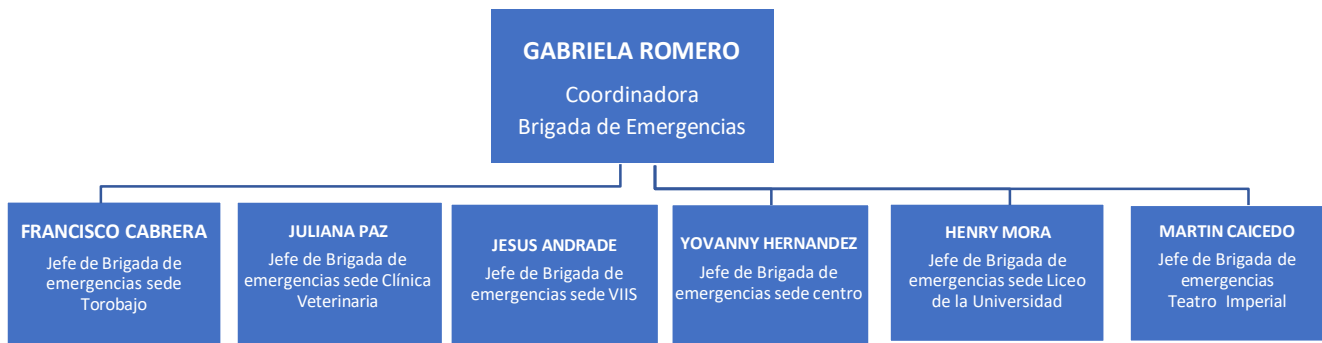 GABRIELA ROMERO
Coordinadora
Brigada de Emergencias
FRANCISCO CABRERA
Jefe de Brigada de
emergencias sede
Torobajo
JULIANA PAZ
Jefe de Brigada de
emergencias sede Clínica
Veterinaria
JESUS ANDRADE
Jefe de Brigada de
emergencias sede VIIS
YOVANNY HERNANDEZ
Jefe de Brigada de
emergencias sede centro
HENRY MORA
Jefe de Brigada de
emergencias sede Liceo
de la Universidad
MARTIN CAICEDO
Jefe de Brigada de
emergencias
Teatro Imperial